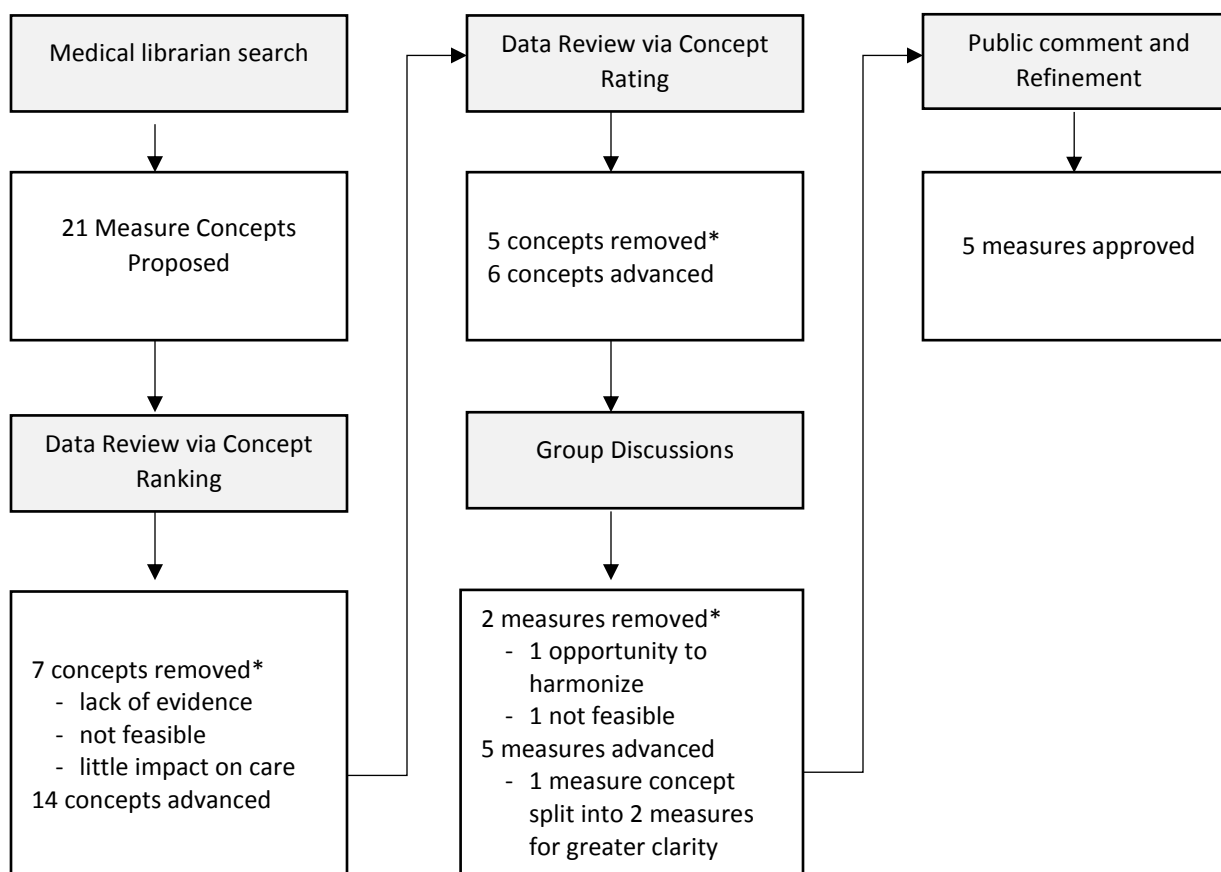 Medical librarian search
21 Measure Concepts
Proposed
Data Review via Concept
Ranking
7 concepts removed*
- lack of evidence
- not feasible
- little impact on care
14 concepts advanced
Data Review via Concept
Rating
5 concepts removed*
6 concepts advanced
Group Discussions
2 measures removed*
- 1 opportunity to
harmonize
- 1 not feasible
5 measures advanced
- 1 measure concept
split into 2 measures
for greater clarity
Public comment and
Refinement
5 measures approved